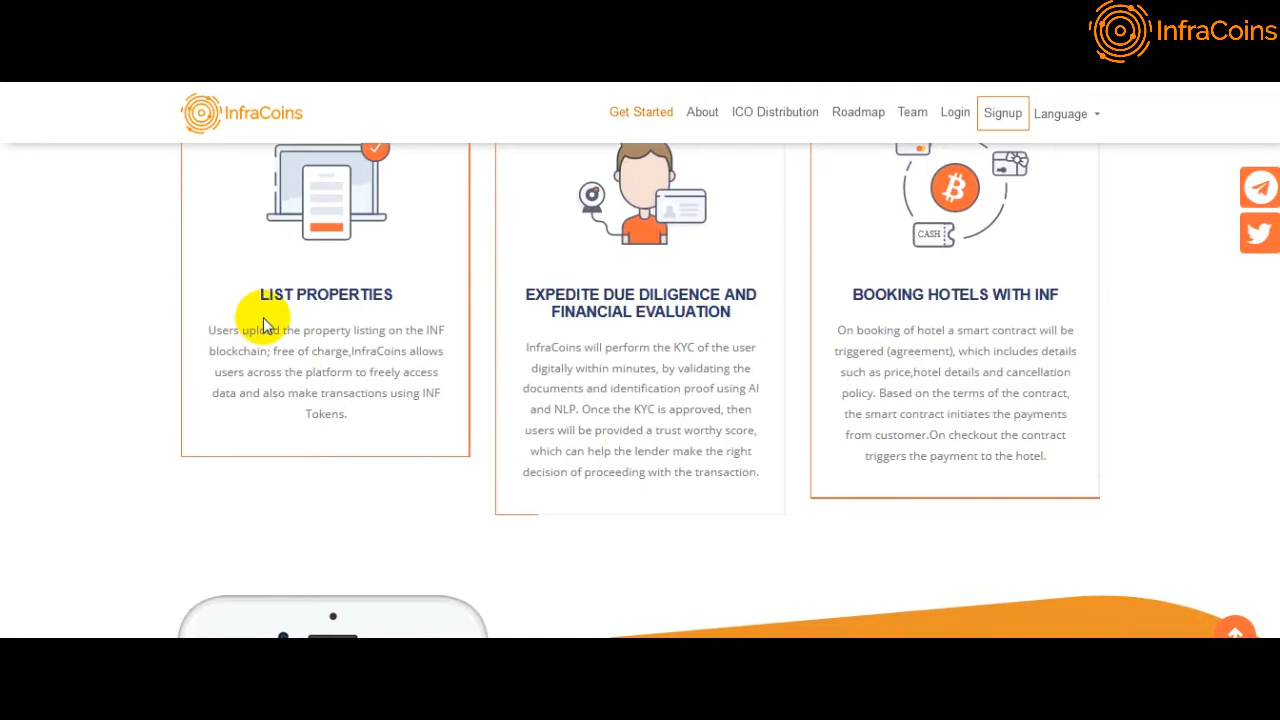 InfraCoins
InfraCoins
Get Started About ICO Distribution Roadmap Team Login Signup Language
CASH
LIST PROPERTIES
Users upload the property listing on the INF
blockchain; free of charge,InfraCoins allows
users across the platform to freely access
data and also make transactions using INF
Tokens.
EXPEDITE DUE DILIGENCE AND
FINANCIAL EVALUATION
InfraCoins will perform the KYC of the user
digitally within minutes, by validating the
documents and identification proof using AI
and NLP. Once the KYC is approved, then
users will be provided a trust worthy score,
which can help the lender make the right
decision of proceeding with the transaction.
BOOKING HOTELS WITH INF
On booking of hotel a smart contract will be
triggered (agreement), which includes details
such as price,hotel details and cancellation
policy. Based on the terms of the contract,
the smart contract initiates the payments
from customer.On checkout the contract
triggers the payment to the hotel.